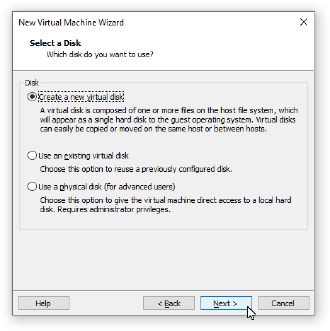 New Virtual Machine Wizard
Select a Disk
Which disk do you want to use?
Disk
Create a new virtual disk
A virtual disk is composed of one or more files on the host file system, which
will appear as a single hard disk to the guest operating system. Virtual disks
can easily be copied or moved on the same host or between hosts.
Use an existing virtual disk
Choose this option to reuse a previously configured disk.
Use a physical disk (for advanced users)
Choose this option to give the virtual machine direct access to a local hard
disk. Requires administrator privileges.
Help < Back Next > Cancel